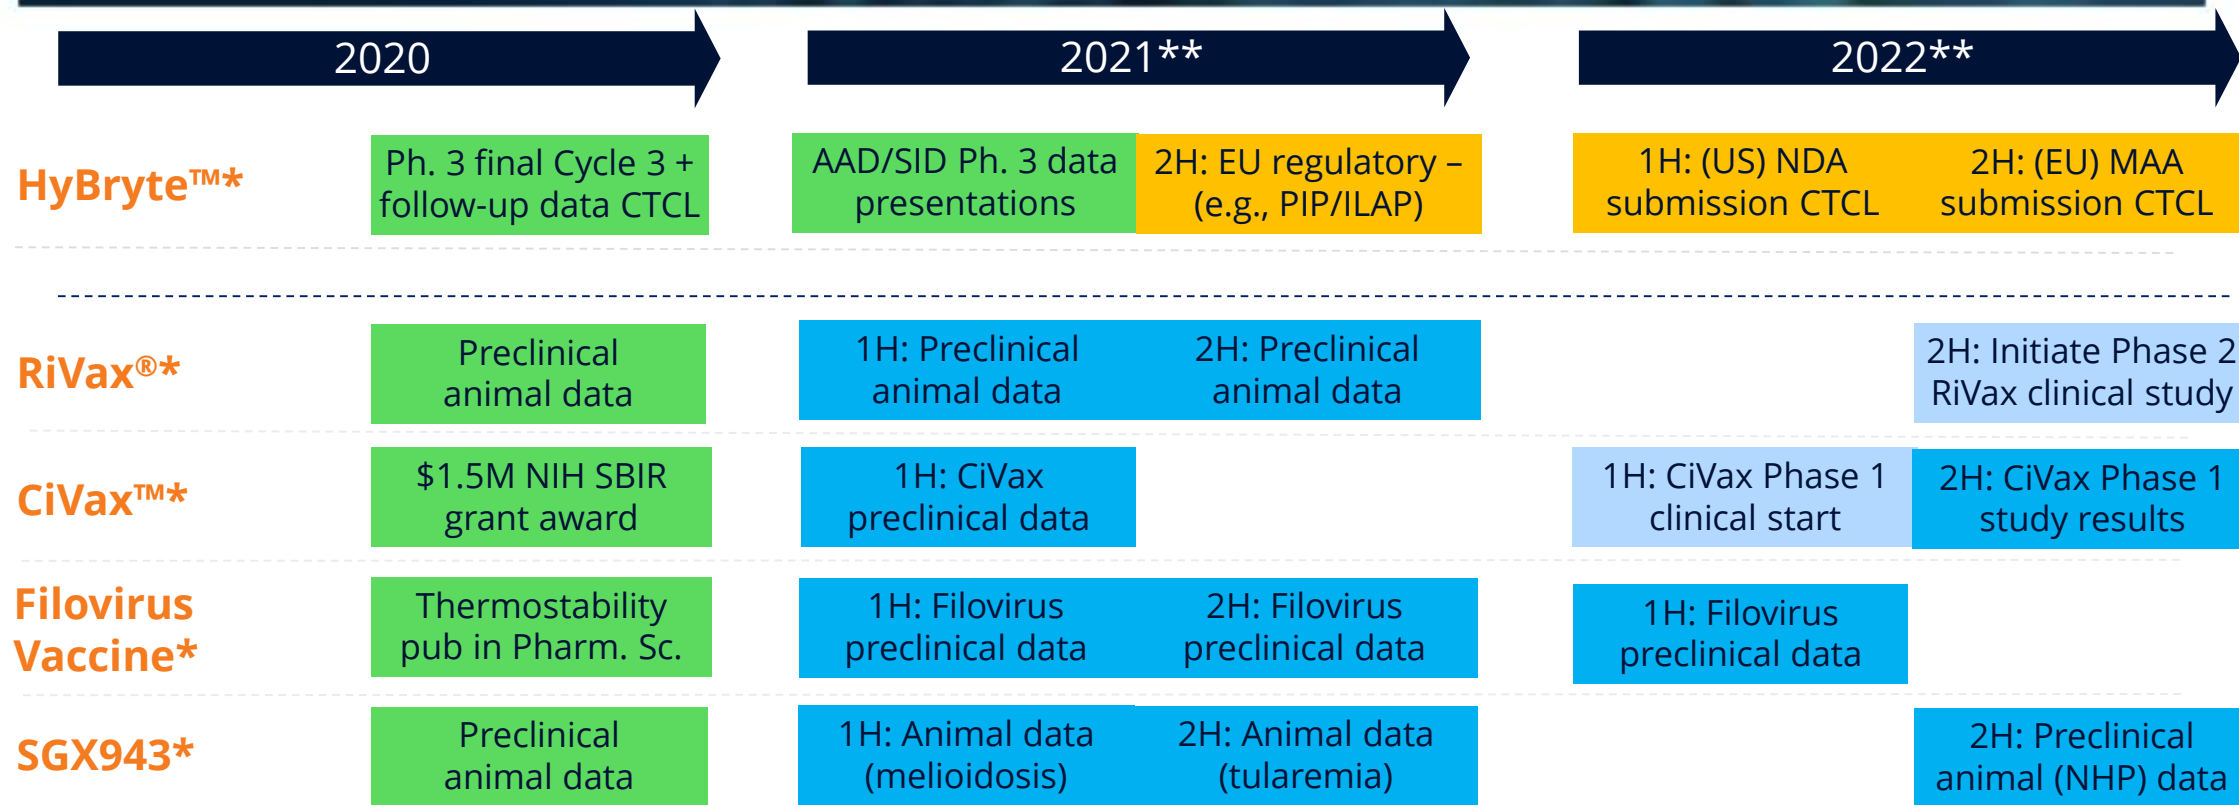 2020
2021**
2022**
HyBryte™*
Ph. 3 final Cycle 3 +
follow-up data CTCL
AAD/SID Ph. 3 data
presentations
2H: EU regulatory –
(e.g., PIP/ILAP)
1H: (US) NDA
submission CTCL
2H: (EU) MAA
submission CTCL
RiVax®*
Preclinical
animal data
1H: Preclinical
animal data
2H: Preclinical
animal data
2H: Initiate Phase 2
RiVax clinical study
CiVax™*
$1.5M NIH SBIR
grant award
1H: CiVax
preclinical data
1H: CiVax Phase 1
clinical start
2H: CiVax Phase 1
study results
Filovirus
Vaccine*
Thermostability
pub in Pharm. Sc.
1H: Filovirus
preclinical data
2H: Filovirus
preclinical data
1H: Filovirus
preclinical data
SGX943*
Preclinical
animal data
1H: Animal data
(melioidosis)
2H: Animal data
(tularemia)
2H: Preclinical
animal (NHP) data